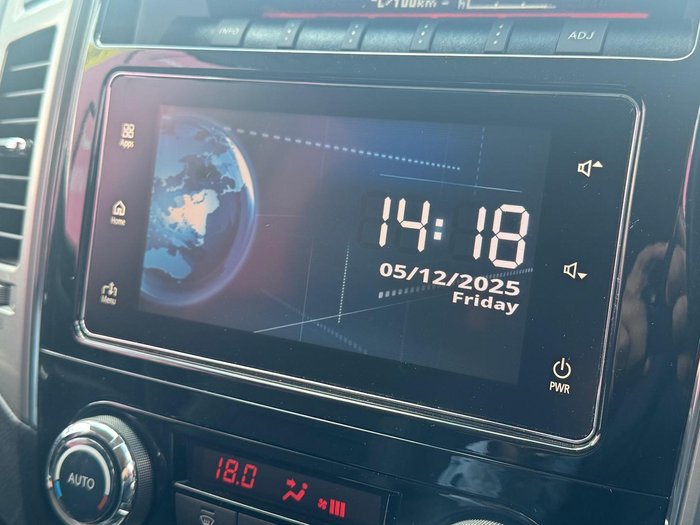 INFO
ADJ
Apps
Home
Menu
14:18
05/12/2025
Friday
PWR
AUTO
18.0